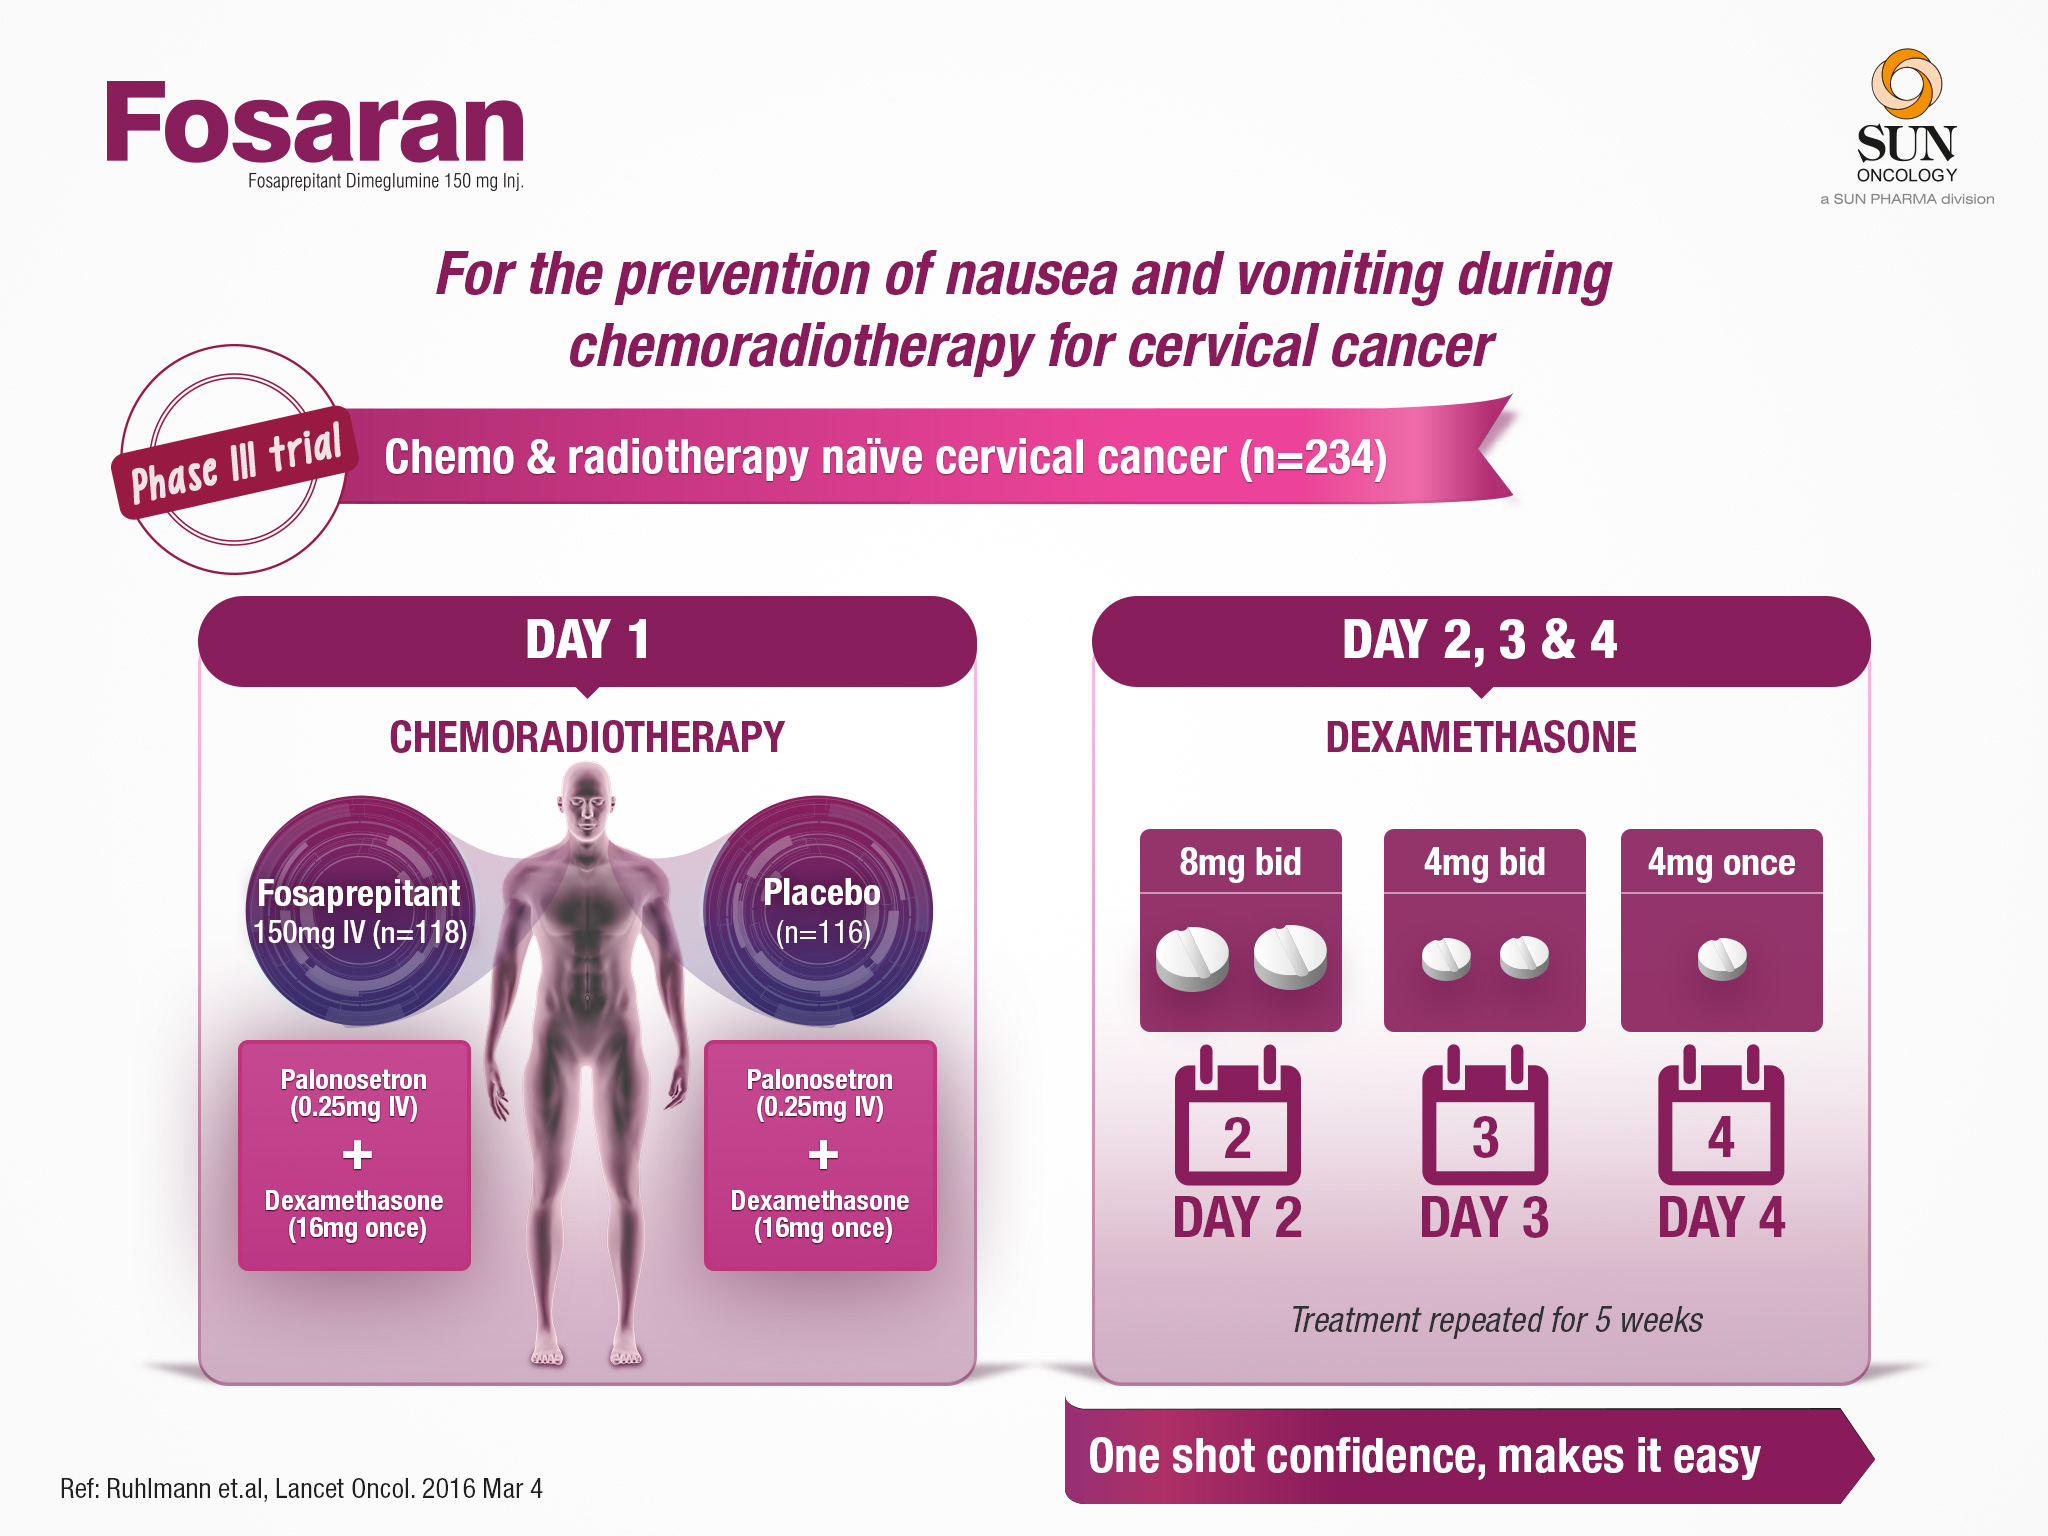 Fosaran
Fosaprepitant Dimeglumine 150 mg Inj.
SUN
ONCOLOGY
a SUN PHARMA division
For the prevention of nausea and vomiting during
chemoradiotherapy for cervical cancer
Phase III trial
Chemo & radiotherapy naïve cervical cancer (n=234)
DAY 1
CHEMORADIOTHERAPY
Fosaprepitant
150mg IV (n=118)
Placebo
(n=116)
Palonosetron
(0.25mg IV)
+
Dexamethasone
(16mg once)
Palonosetron
(0.25mg IV)
+
Dexamethasone
(16mg once)
DAY 2, 3 & 4
DEXAMETHASONE
8mg bid
4mg bid
4mg once
2
3
4
DAY 2
DAY 3
DAY 4
Treatment repeated for 5 weeks
One shot confidence, makes it easy
Ref: Ruhlmann et.al, Lancet Oncol. 2016 Mar 4